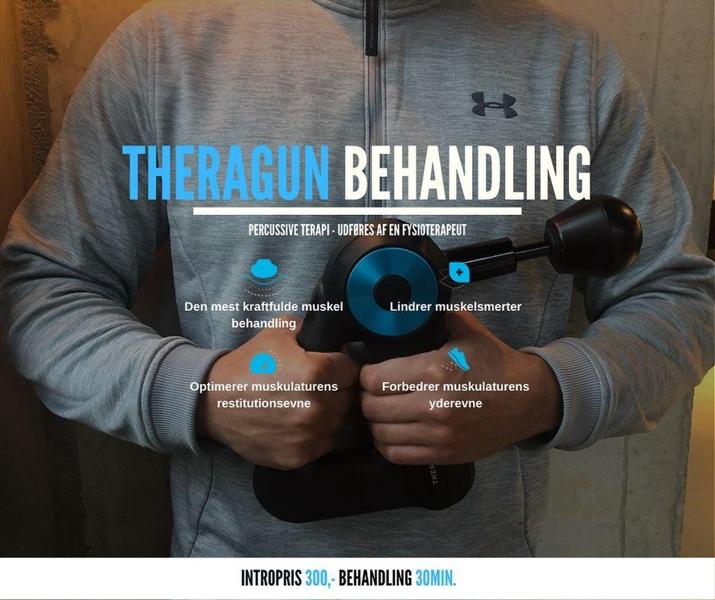 THERAGUN BEHANDLING
PERCUSSIVE TERAPI - UDFØRES AF EN FYSIOTERAPEUT
Den mest kraftfulde muskel
behandling
Lindrer muskelsmerter
Optimerer muskulaturens
restitutionsevne
Forbedrer muskulaturens
yderevne
INTROPRIS 300,- BEHANDLING 30MIN.